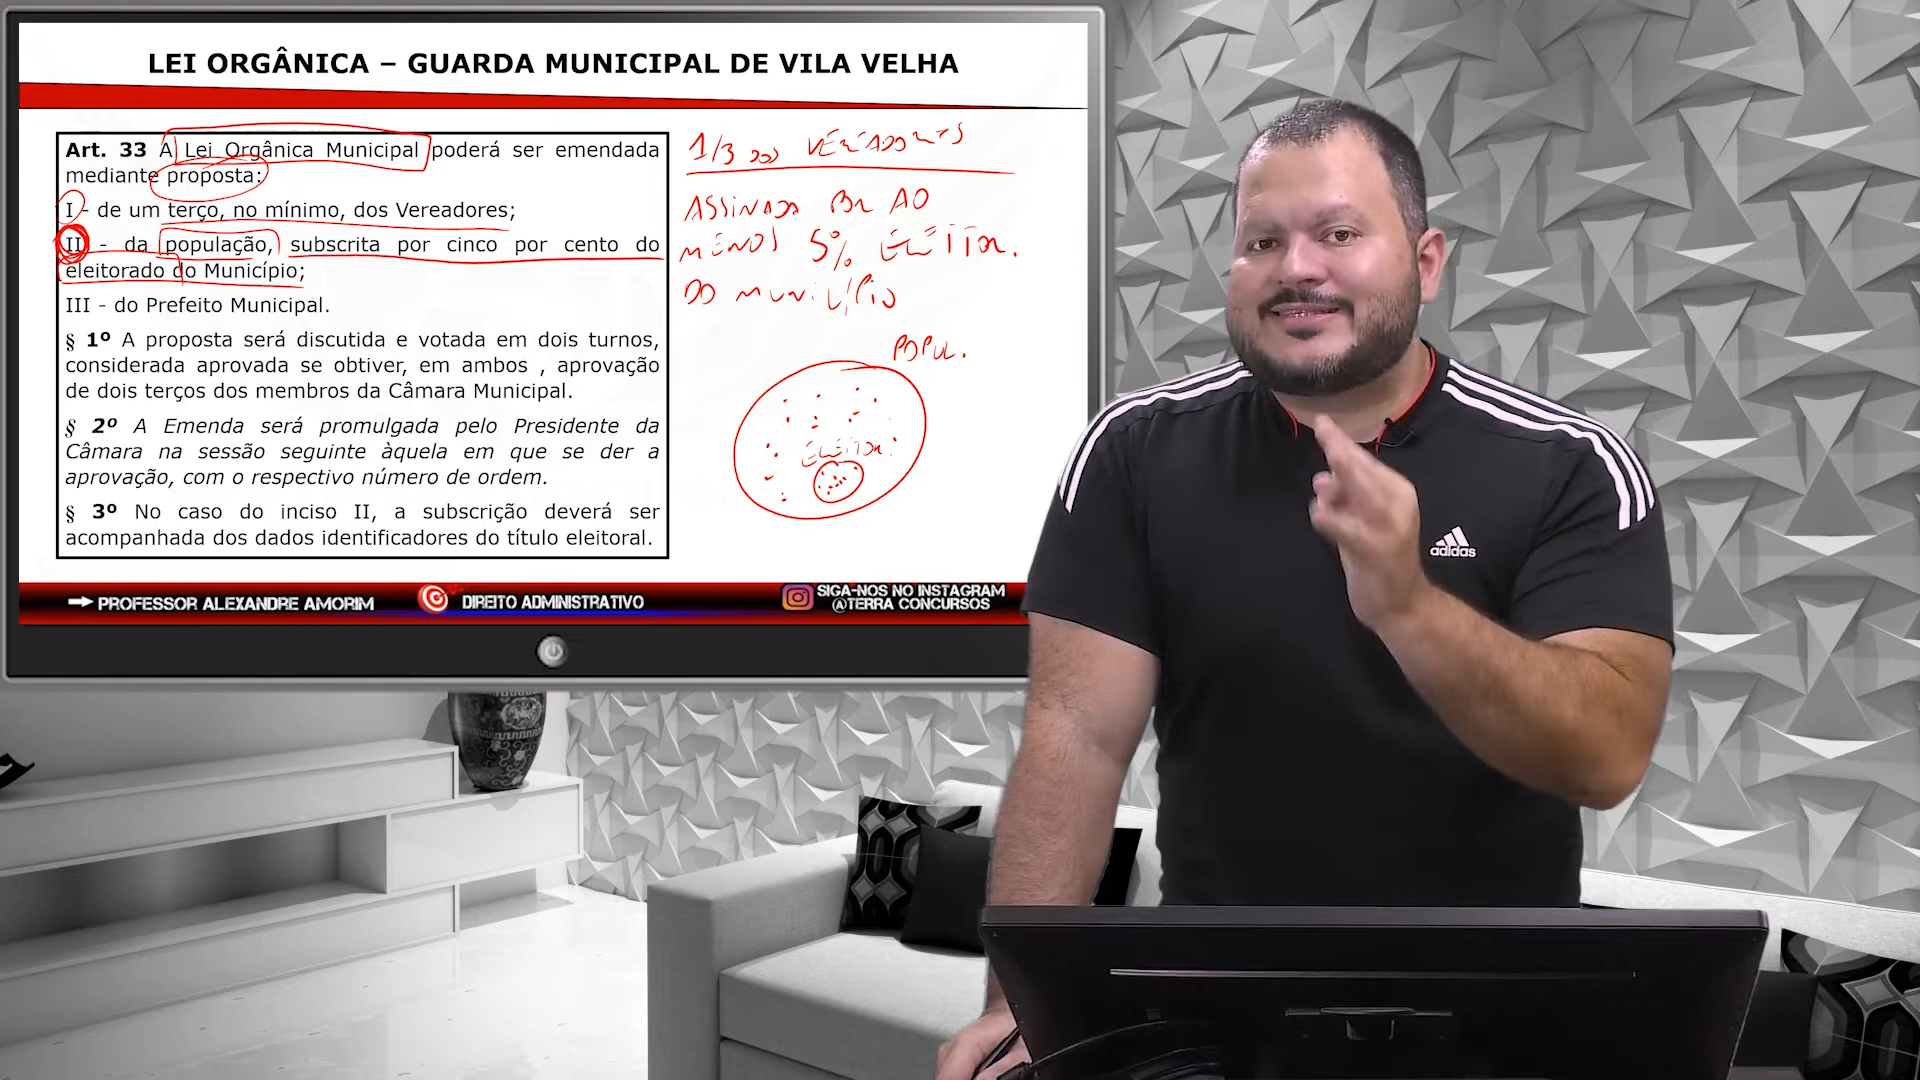 LEI ORGÂNICA – GUARDA MUNICIPAL DE VILA VELHA
Art. 33 A Lei Orgânica Municipal poderá ser emendada
mediante proposta:
I - de um terço, no mínimo, dos Vereadores;
II - da população, subscrita por cinco por cento do
eleitorado do Município;
III - do Prefeito Municipal.
§ 1º A proposta será discutida e votada em dois turnos,
considerada aprovada se obtiver, em ambos , aprovação
de dois terços dos membros da Câmara Municipal.
§ 2º A Emenda será promulgada pelo Presidente da
Câmara na sessão seguinte àquela em que se der a
aprovação, com o respectivo número de ordem.
§ 3º No caso do inciso II, a subscrição deverá ser
acompanhada dos dados identificadores do título eleitoral.
1/3 DOS VEREADORES
ASSINADA
AO
MENOS 5% ELEITOR.
DO MUNICÍPIO
POPUL.
ELEITOR.
PROFESSOR ALEXANDRE AMORIM
DIREITO ADMINISTRATIVO
SIGA-NOS NO INSTAGRAM
@TERRA CONCURSOS
adidas